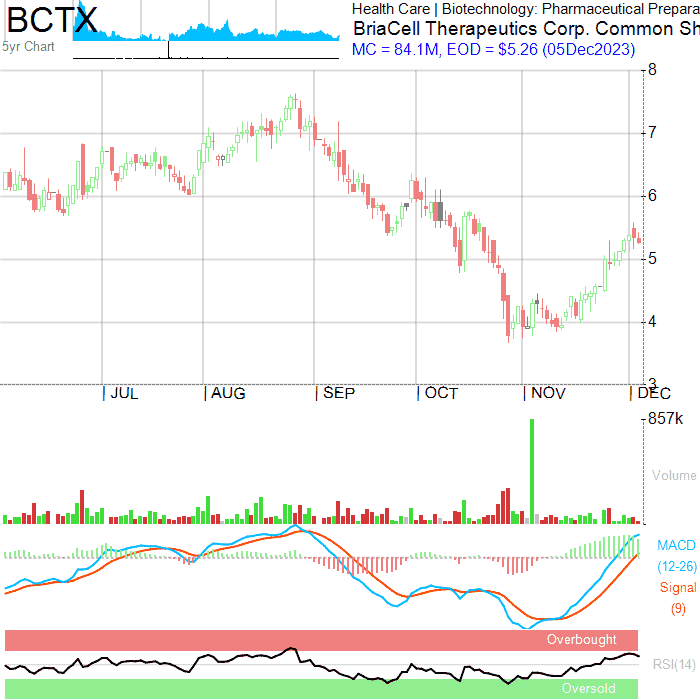 BCTX
5yr Chart
Health Care | Biotechnology: Pharmaceutical Prepara
BriaCell Therapeutics Corp. Common Sh
MC = 84.1M, EOD = $5.26 (05Dec2023)
8
7
6
5
4
3
JUL AUG SEP OCT NOV DEC
857k
Volume
MACD
(12-26)
Signal
(9)
Overbought
RSI(14)
Oversold